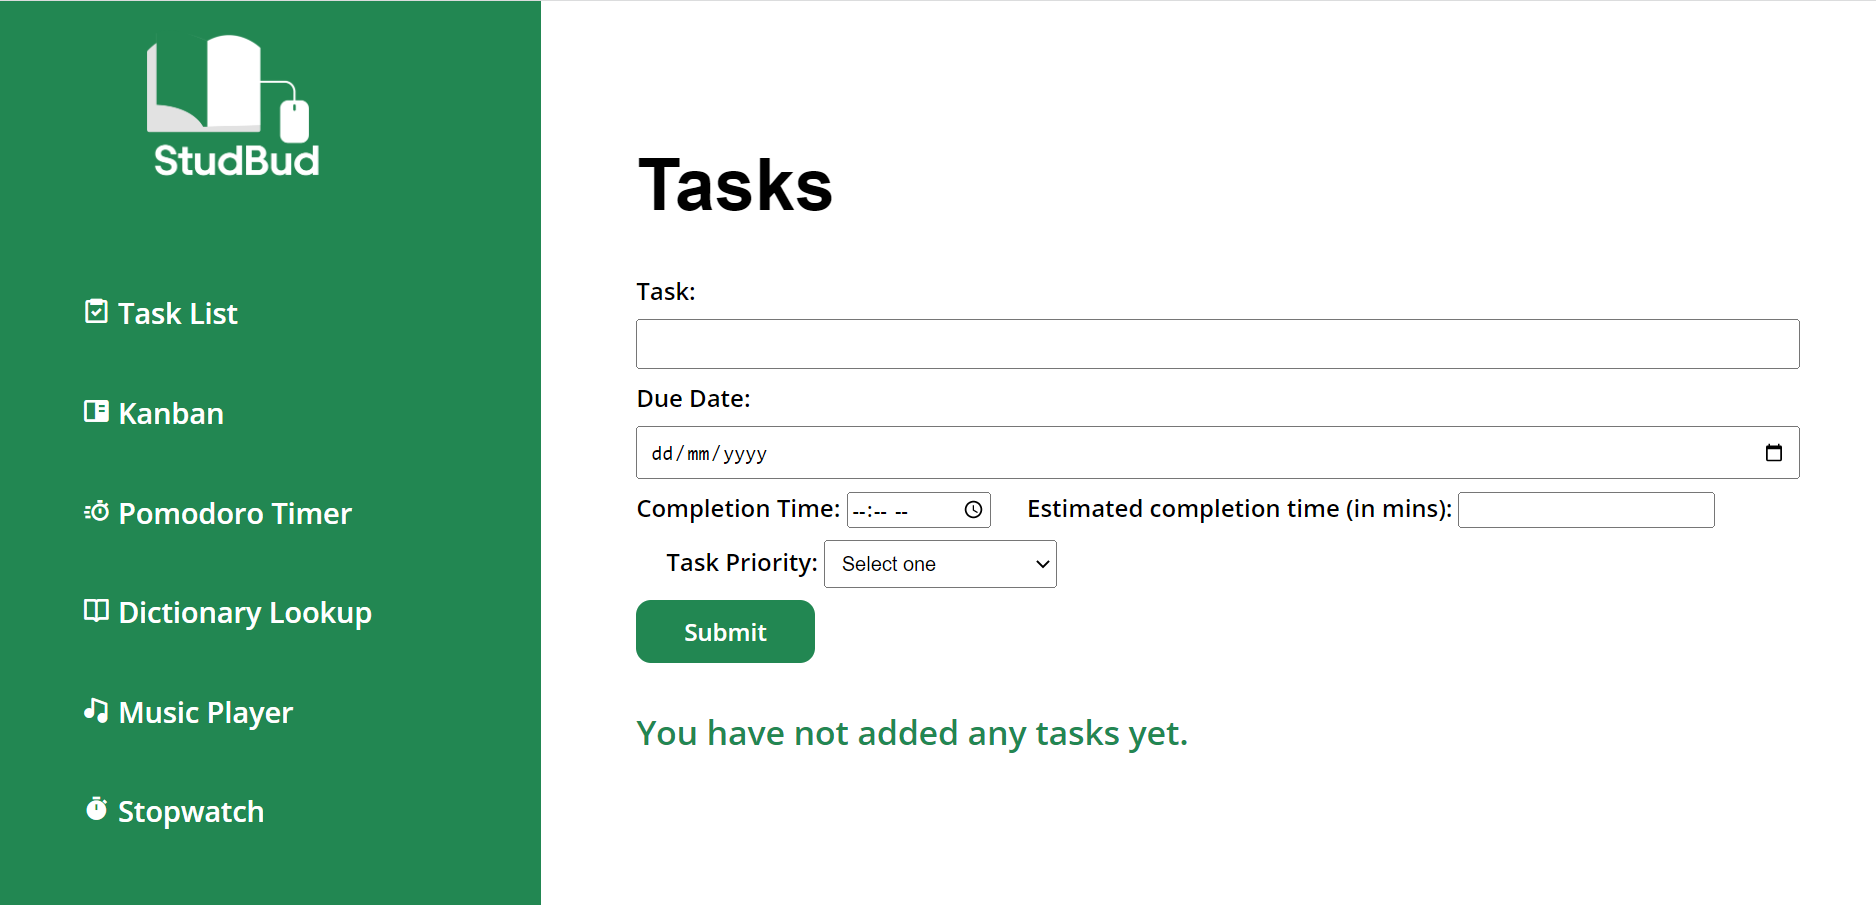 StudBud
Task List
Kanban
Pomodoro Timer
Dictionary Lookup
Music Player
Stopwatch
Tasks
Task:
Due Date:
dd/mm/yyyy
Completion Time: --:-- -- Estimated completion time (in mins):
Task Priority: Select one
Submit
You have not added any tasks yet.